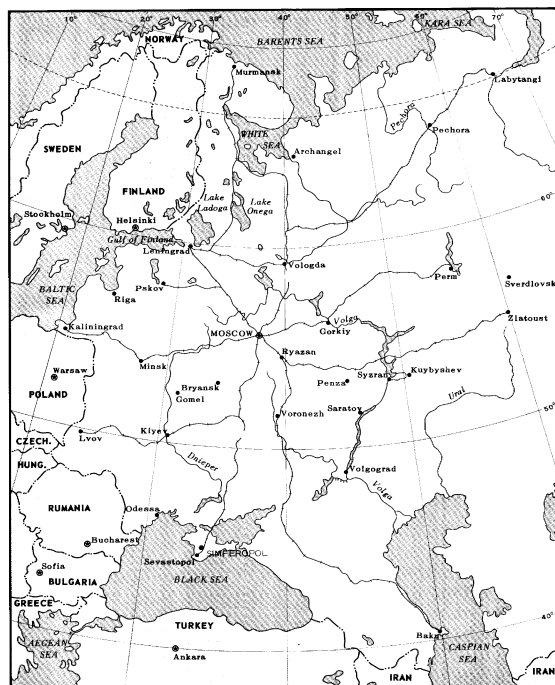 10°
20°
30°
40°
50°
60°
70°
KARA SEA
NORWAY
BARENTS SEA
Murmansk
Labytangi
Pechora
Pechora
WHITE
SEA
Archangel
SWEDEN
FINLAND
Lake
Ladoga
Lake
Onega
60°
Stockholm
Helsinki
Gulf of Finland
Leningrad
Vologda
Perm
Sverdlovsk
BALTIC
SEA
Pskov
Riga
Kaliningrad
MOSCOW
Volga
Gorkiy
Zlatoust
Ryazan
Minsk
Warsaw
POLAND
Bryansk
Gomel
Penza
Syzran
Kuybyshev
Ural
50°
Voronezh
Saratov
CZECH.
Lvov
Kiyev
HUNG.
Dnieper
Volgograd
Volga
RUMANIA
Odessa
Bucharest
SIMFEROPOL
Sevastopol
Sofia
BULGARIA
BLACK SEA
GREECE
40°
TURKEY
Baku
AEGEAN
SEA
CASPIAN
SEA
Ankara
IRAN
IRAN